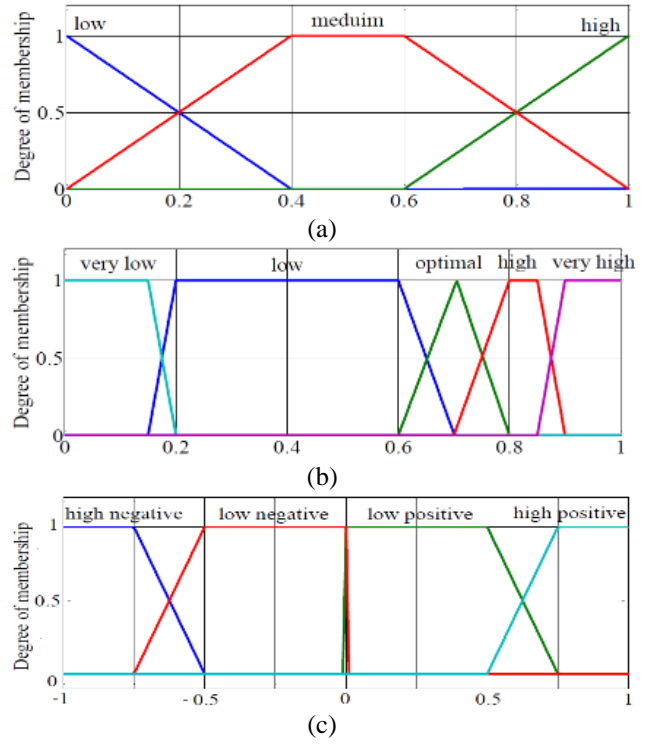 low meduim high
Degree of membership
1
0.5
0
0 0.2 0.4 0.6 0.8 1
(a)
very low low optimal high very high
Degree of membership
1
0.5
0
0 0.2 0.4 0.6 0.8 1
(b)
high negative low negative low positive high positive
Degree of membership
1
0.5
0
-1 -0.5 0 0.5 1
(c)